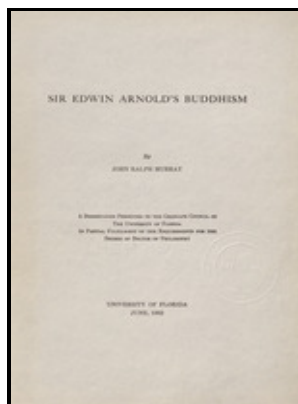 SIR EDWIN ARNOLD'S BUDDHISM
By
JOHN RALPH MURRAY
A DISSERTATION PRESENTED TO THE GRADUATE COUNCIL OF
THE UNIVERSITY OF FLORIDA
IN PARTIAL FULFILLMENT OF THE REQUIREMENTS FOR THE
DEGREE OF DOCTOR OF PHILOSOPHY
UNIVERSITY OF FLORIDA
JUNE,